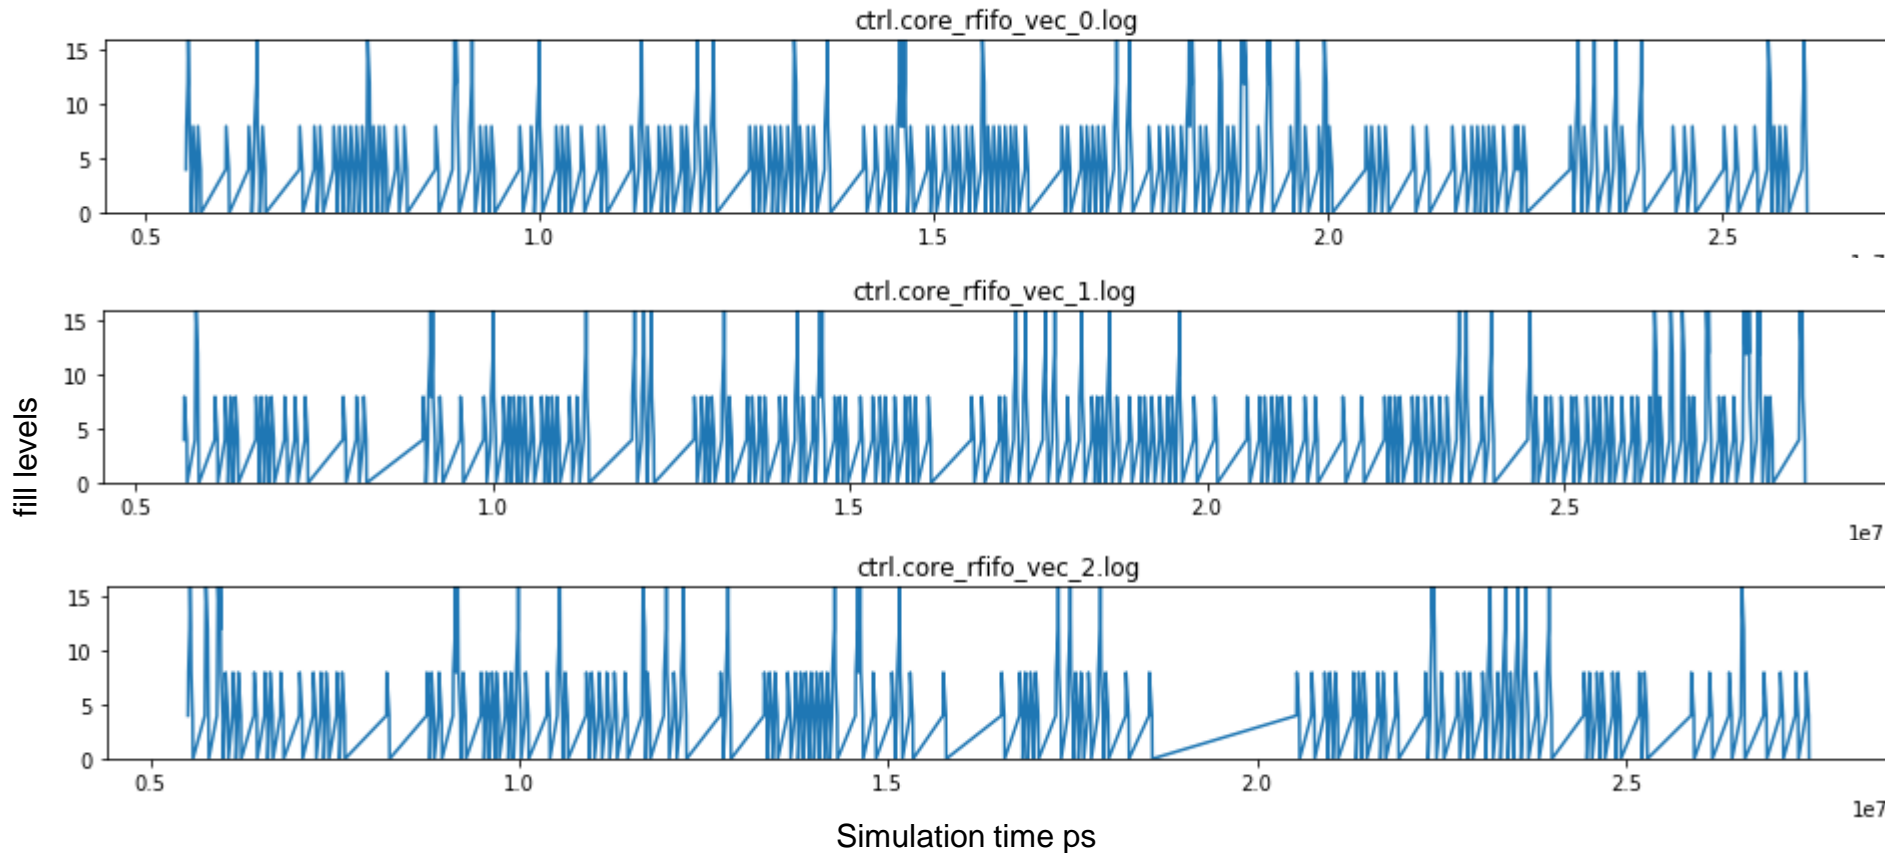 ctrl.core_rfifo_vec_0.log
15
10
5
0
0.5 1.0 1.5 2.0 2.5
ctrl.core_rfifo_vec_1.log
15
10
5
0
0.5 1.0 1.5 2.0 2.5
1e7
fill levels
ctrl.core_rfifo_vec_2.log
15
10
5
0
0.5 1.0 1.5 2.0 2.5
1e7
Simulation time ps